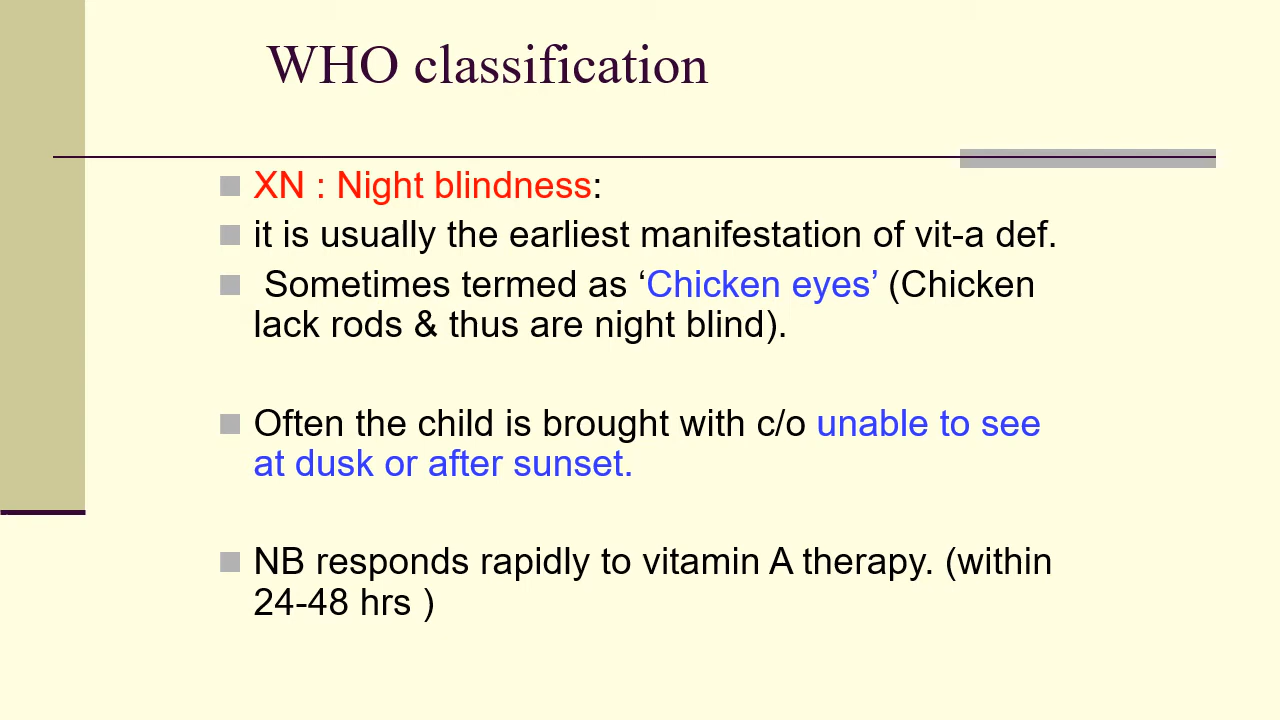 WHO classification
XN : Night blindness:
it is usually the earliest manifestation of vit-a def.
Sometimes termed as ‘Chicken eyes’ (Chicken
lack rods & thus are night blind).
Often the child is brought with c/o unable to see
at dusk or after sunset.
NB responds rapidly to vitamin A therapy. (within
24-48 hrs )